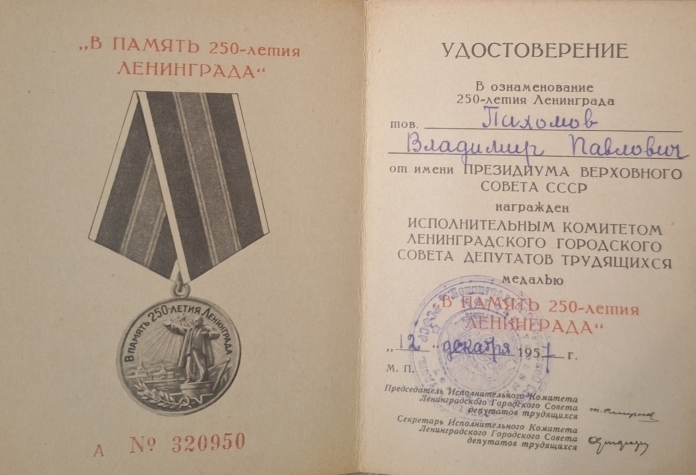 „В ПАМЯТЬ 250-летия
ЛЕНИНГРАДА“
В ПАМЯТЬ 250-ЛЕТИЯ ЛЕНИНГРАДА
А № 320950
УДОСТОВЕРЕНИЕ
В ознаменование
250-летия Ленинграда
тов. Пахомов
Владимир Павлович
от имени ПРЕЗИДИУМА ВЕРХОВНОГО
СОВЕТА СССР
награжден
ИСПОЛНИТЕЛЬНЫМ КОМИТЕТОМ
ЛЕНИНГРАДСКОГО ГОРОДСКОГО
СОВЕТА ДЕПУТАТОВ ТРУДЯЩИХСЯ
медалью
„В ПАМЯТЬ 250-летия
ЛЕНИНГРАДА“
„12“ декабря 1957 г.
М. П.
Председатель Исполнительного Комитета
Ленинградского Городского Совета
депутатов трудящихся
Секретарь Исполнительного Комитета
Ленинградского Городского Совета
депутатов трудящихся